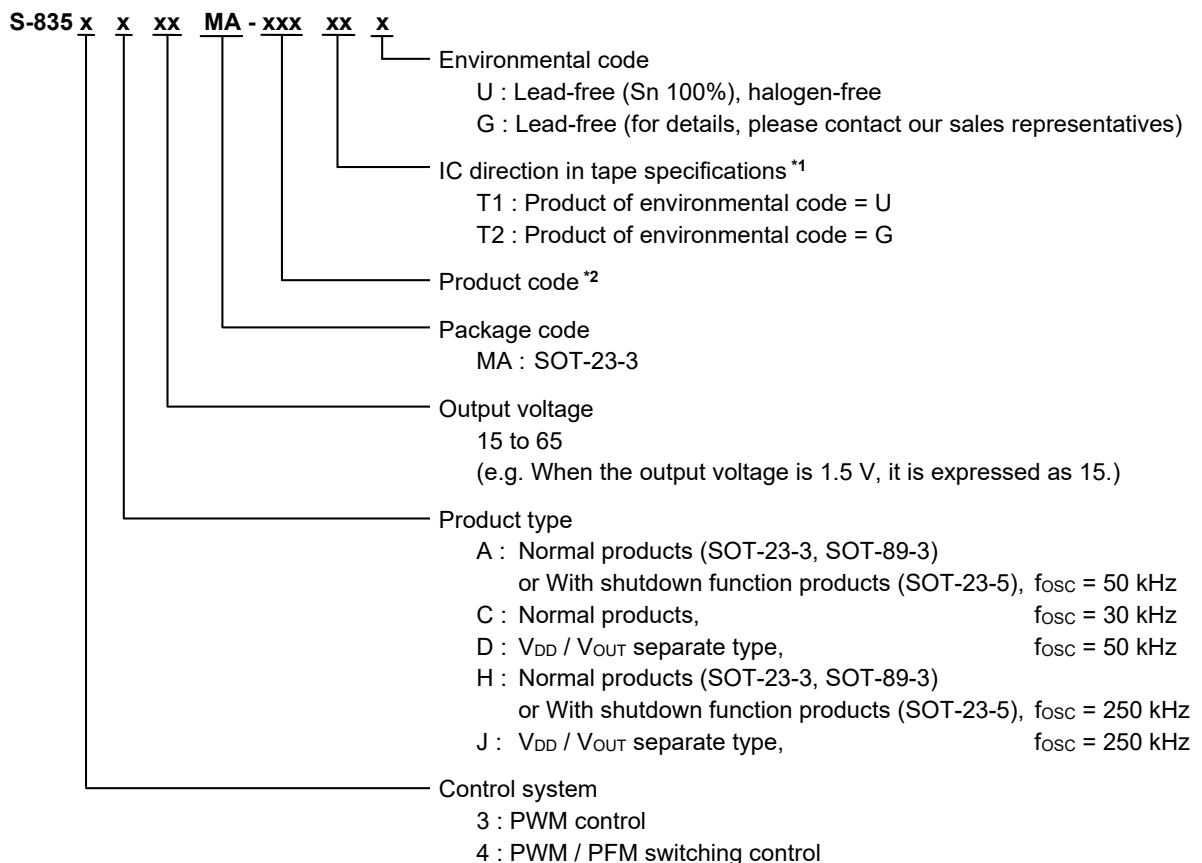 S-835 x x xx MA - xxx xx x
Environmental code
U : Lead-free (Sn 100%), halogen-free
G : Lead-free (for details, please contact our sales representatives)
IC direction in tape specifications *1
T1 : Product of environmental code = U
T2 : Product of environmental code = G
Product code *2
Package code
MA : SOT-23-3
Output voltage
15 to 65
(e.g. When the output voltage is 1.5 V, it is expressed as 15.)
Product type
A : Normal products (SOT-23-3, SOT-89-3)
or With shutdown function products (SOT-23-5), fOSC = 50 kHz
C : Normal products, fOSC = 30 kHz
D : VDD / VOUT separate type, fOSC = 50 kHz
H : Normal products (SOT-23-3, SOT-89-3)
or With shutdown function products (SOT-23-5), fOSC = 250 kHz
J : VDD / VOUT separate type, fOSC = 250 kHz
Control system
3 : PWM control
4 : PWM / PFM switching control